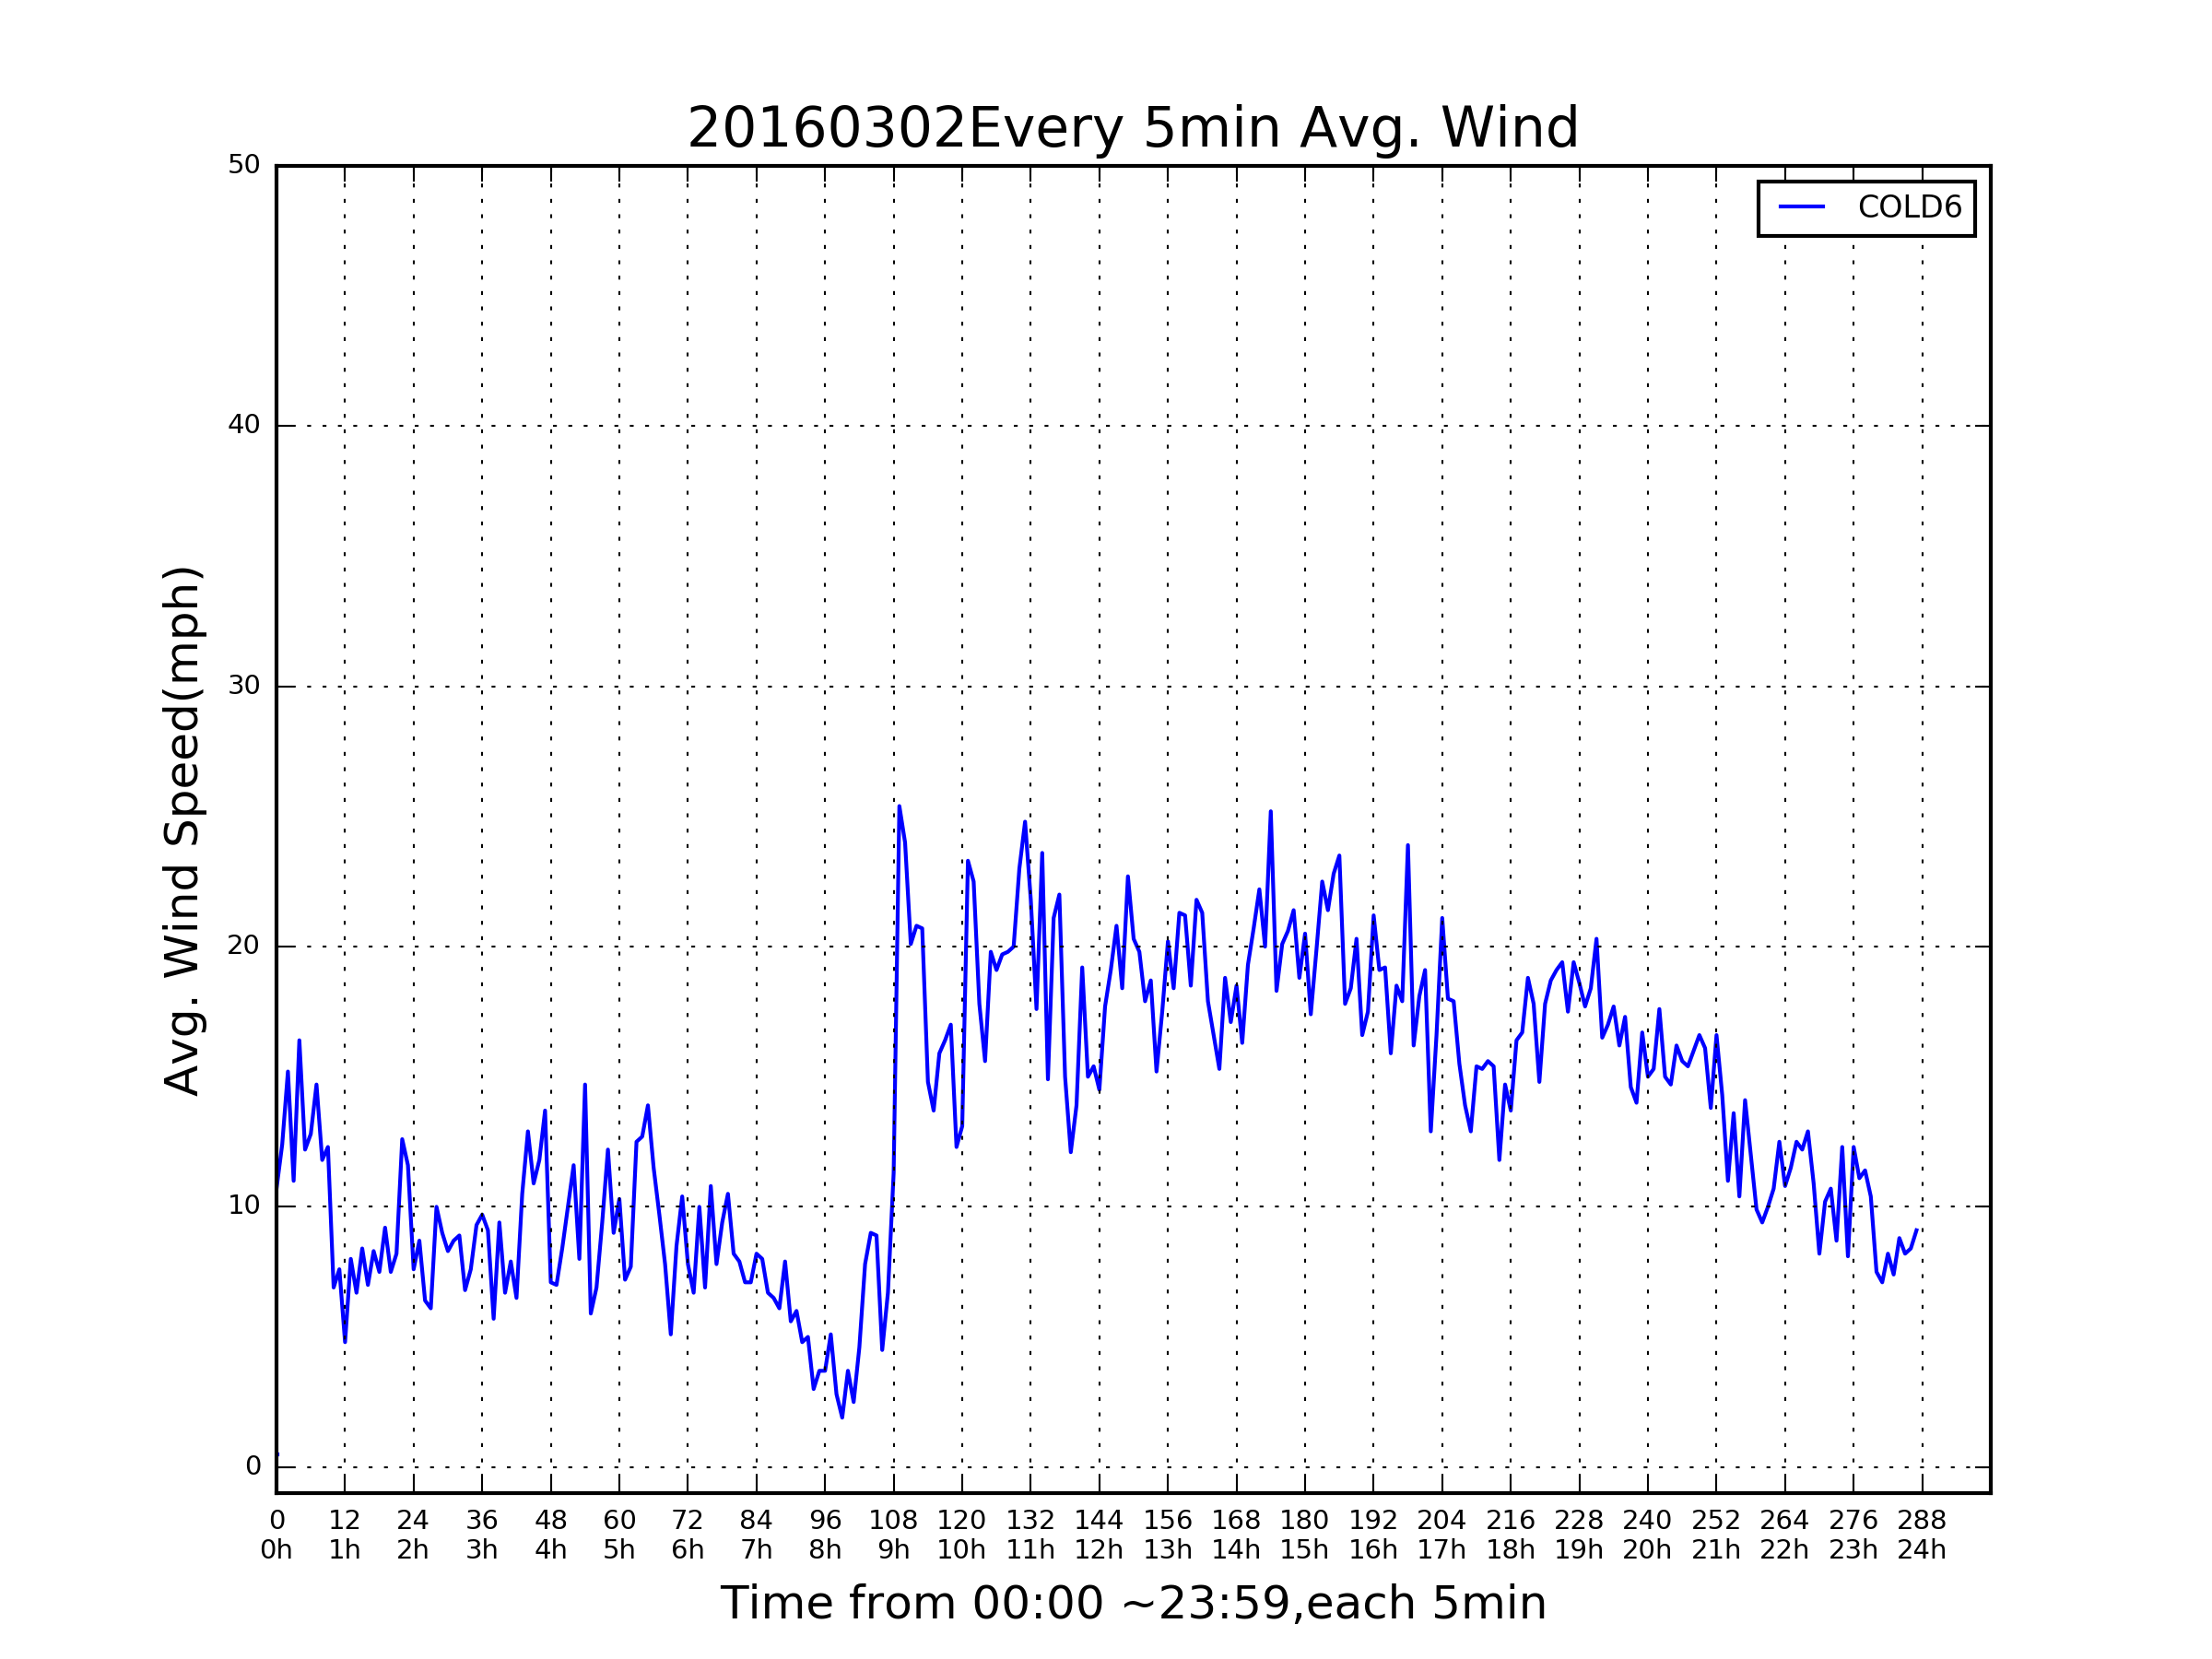 20160302Every 5min Avg. Wind
COLD6
Avg. Wind Speed(mph)
50
40
30
20
10
0
0 12 24 36 48 60 72 84 96 108 120 132 144 156 168 180 192 204 216 228 240 252 264 276 288
0h 1h 2h 3h 4h 5h 6h 7h 8h 9h 10h 11h 12h 13h 14h 15h 16h 17h 18h 19h 20h 21h 22h 23h 24h
Time from 00:00 ~23:59,each 5min